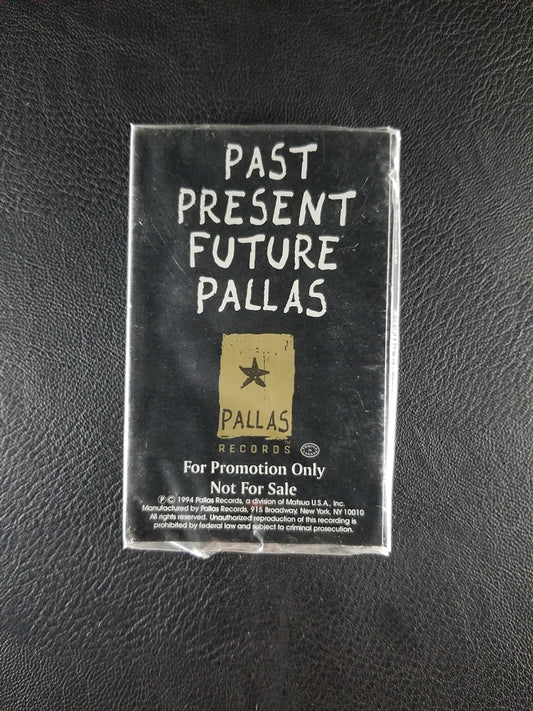 PAST
PRESENT
FUTURE
PALLAS
PALLAS
™
RECORDS
For Promotion Only
Not For Sale
Ⓟ © 1994 Pallas Records, a division of Matsuo U.S.A., Inc.
Manufactured by Pallas Records, 915 Broadway, New York, NY 10010
All rights reserved. Unauthorized reproduction of this recording is
prohibited by federal law and subject to criminal prosecution.